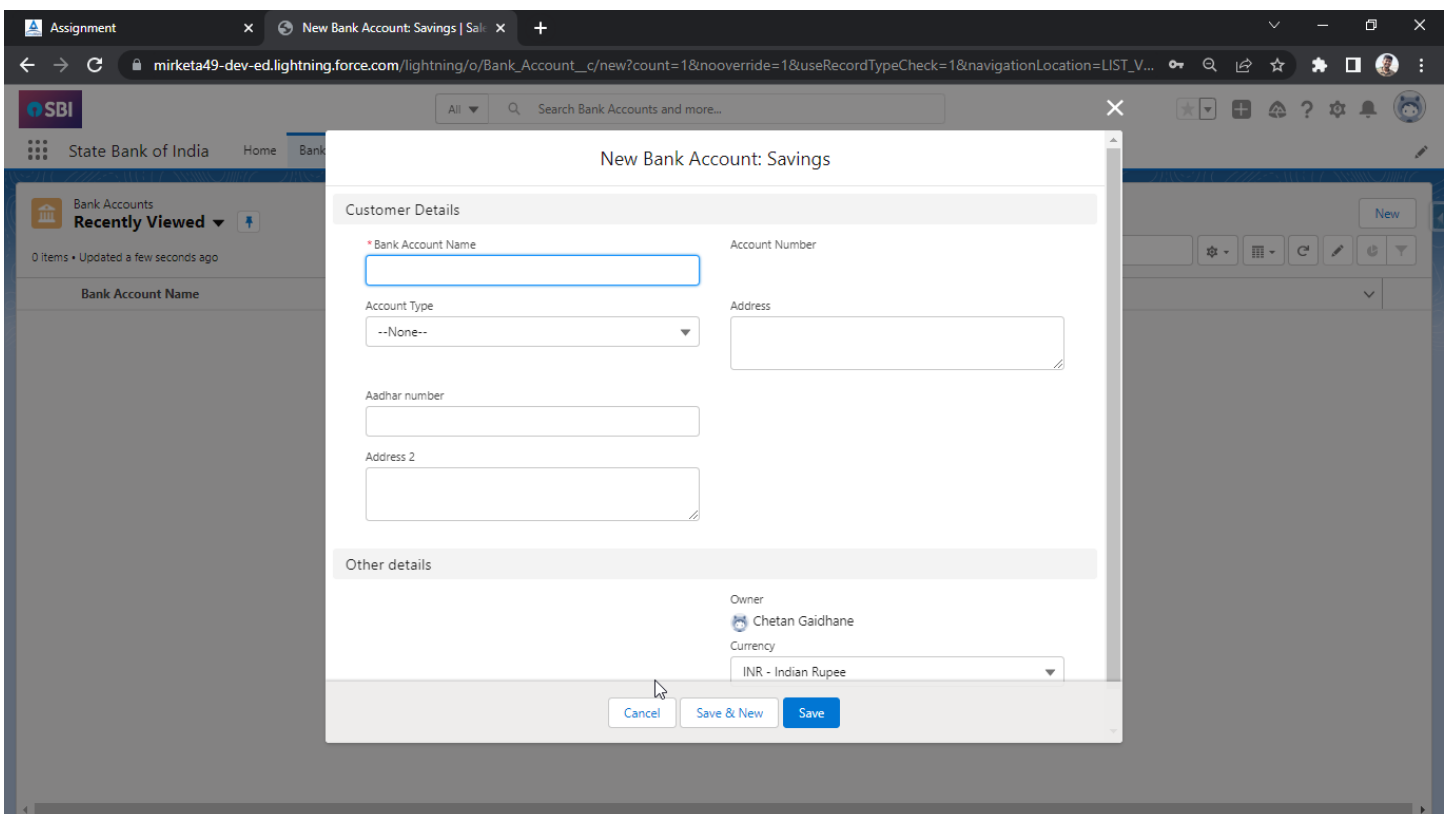 Assignment
New Bank Account: Savings | Sale
mirketa49-dev-ed.lightning.force.com/lightning/o/Bank_Account__c/new?count=1&nooverride=1&useRecordTypeCheck=1&navigationLocation=LIST_V...
SBI
All
Search Bank Accounts and more...
State Bank of India
Home
Bank
New Bank Account: Savings
Bank Accounts
Recently Viewed
New
0 items • Updated a few seconds ago
Bank Account Name
Customer Details
* Bank Account Name
Account Number
Account Type
--None--
Address
Aadhar number
Address 2
Other details
Owner
Chetan Gaidhane
Currency
INR - Indian Rupee
Cancel
Save & New
Save